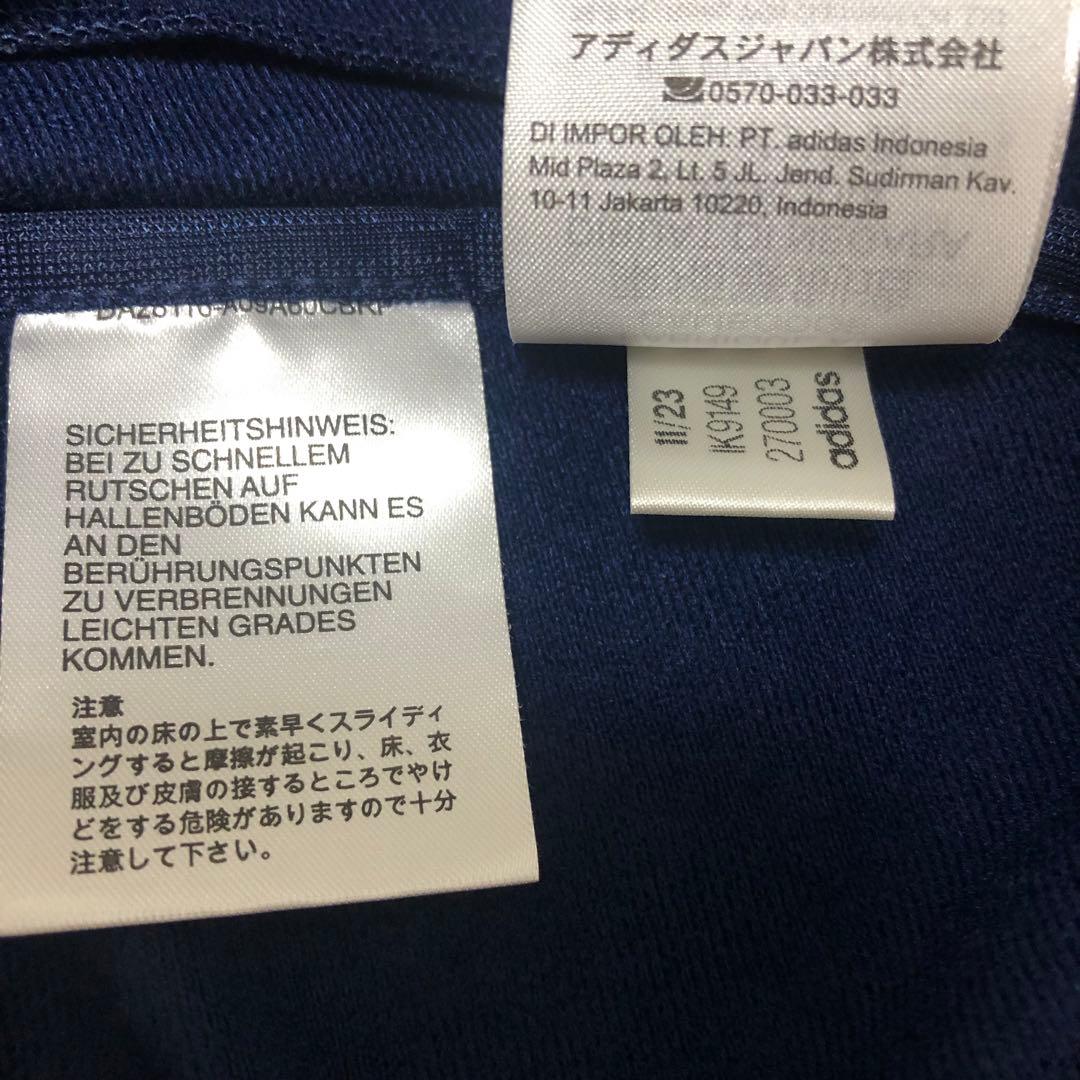 アディダスジャパン株式会社
0570-033-033
DI IMPOR OLEH: PT. adidas Indonesia
Mid Plaza 2, Lt. 5 JL. Jend. Sudirman Kav.
10-11 Jakarta 10220, Indonesia
11/23
IK9149
270003
adidas
SICHERHEITSHINWEIS:
BEI ZU SCHNELLEM
RUTSCHEN AUF
HALLENBÖDEN KANN ES
AN DEN
BERÜHRUNGSPUNKTEN
ZU VERBRENNUNGEN
LEICHTEN GRADES
KOMMEN.
注意
室内の床の上で素早くスライディ
ングすると摩擦が起こり、床、衣
服及び皮膚の接するところでやけ
どをする危険がありますので十分
注意して下さい。